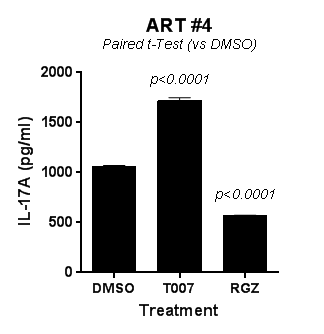 ART #4
Paired t-Test (vs DMSO)
2000
1500
1000
500
0
IL-17A (pg/ml)
p<0.0001
p<0.0001
DMSO T007 RGZ
Treatment